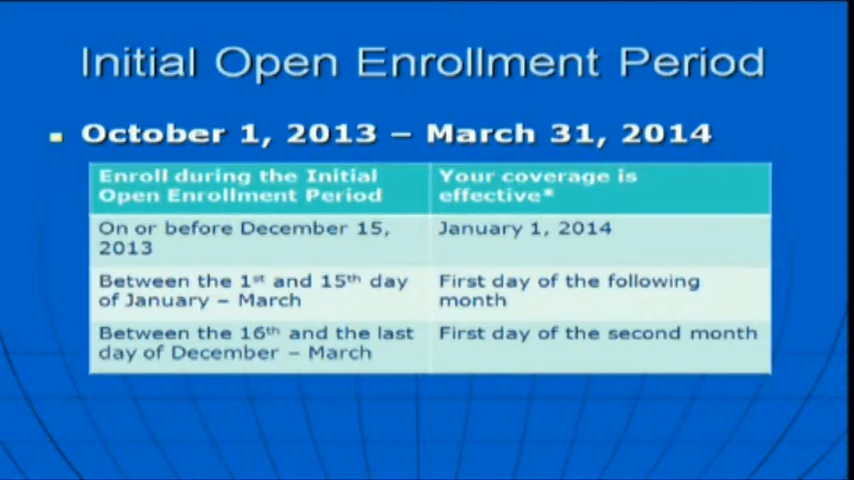 Initial Open Enrollment Period
October 1, 2013 – March 31, 2014
Enroll during the Initial
Open Enrollment Period
Your coverage is
effective*
On or before December 15,
2013
January 1, 2014
Between the 1st and 15th day
of January – March
First day of the following
month
Between the 16th and the last
day of December – March
First day of the second month